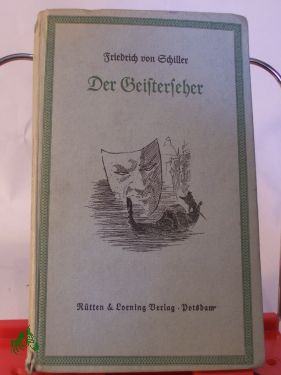 Friedrich von Schiller
Der Geisterseher
Rütten & Loening Verlag · Potsdam